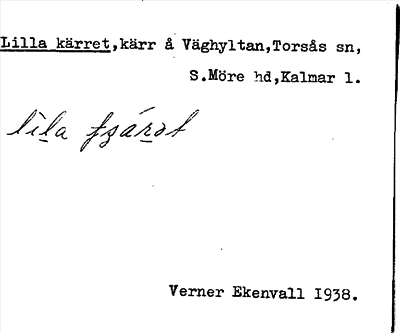 Lilla kärret,kärr å Väghyltan,Torsås sn,
S.Möre hd,Kalmar l.
lila
Verner Ekenvall 1938.